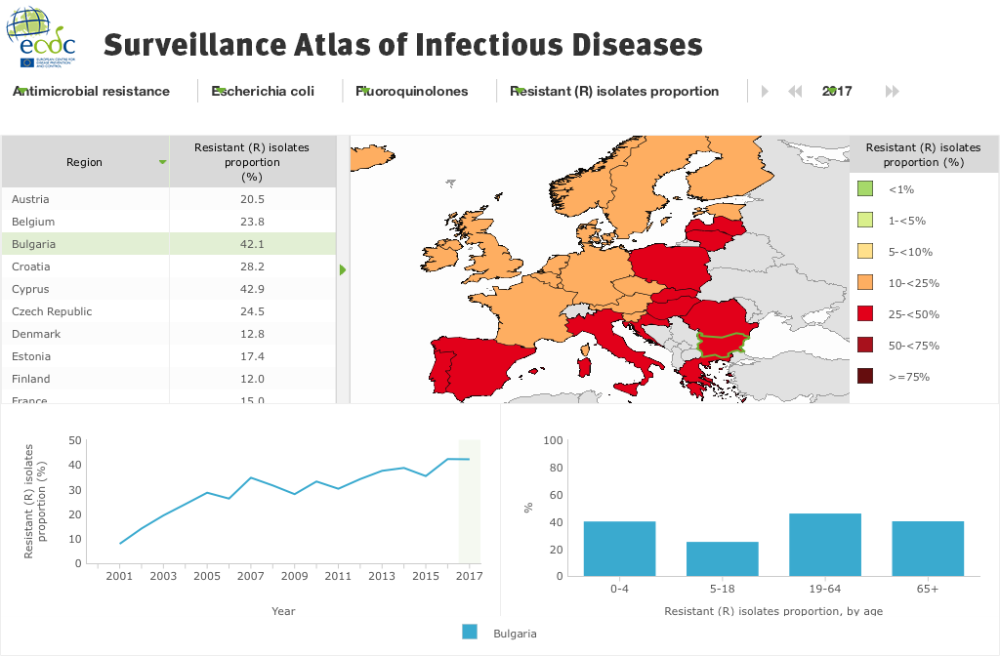 ecdc
EUROPEAN CENTRE FOR
DISEASE PREVENTION
AND CONTROL
Surveillance Atlas of Infectious Diseases
Antimicrobial resistance
Escherichia coli
Fluoroquinolones
Resistant (R) isolates proportion
2017
Region
Resistant (R) isolates
proportion
(%)
Austria 20.5
Belgium 23.8
Bulgaria 42.1
Croatia 28.2
Cyprus 42.9
Czech Republic 24.5
Denmark 12.8
Estonia 17.4
Finland 12.0
France 15.0
Resistant (R) isolates
proportion (%)
<1%
1-<5%
5-<10%
10-<25%
25-<50%
50-<75%
>=75%
Resistant (R) isolates
proportion (%)
50
40
30
20
10
0
2001 2003 2005 2007 2009 2011 2013 2015 2017
Year
%
100
80
60
40
20
0
0-4 5-18 19-64 65+
Resistant (R) isolates proportion, by age
Bulgaria